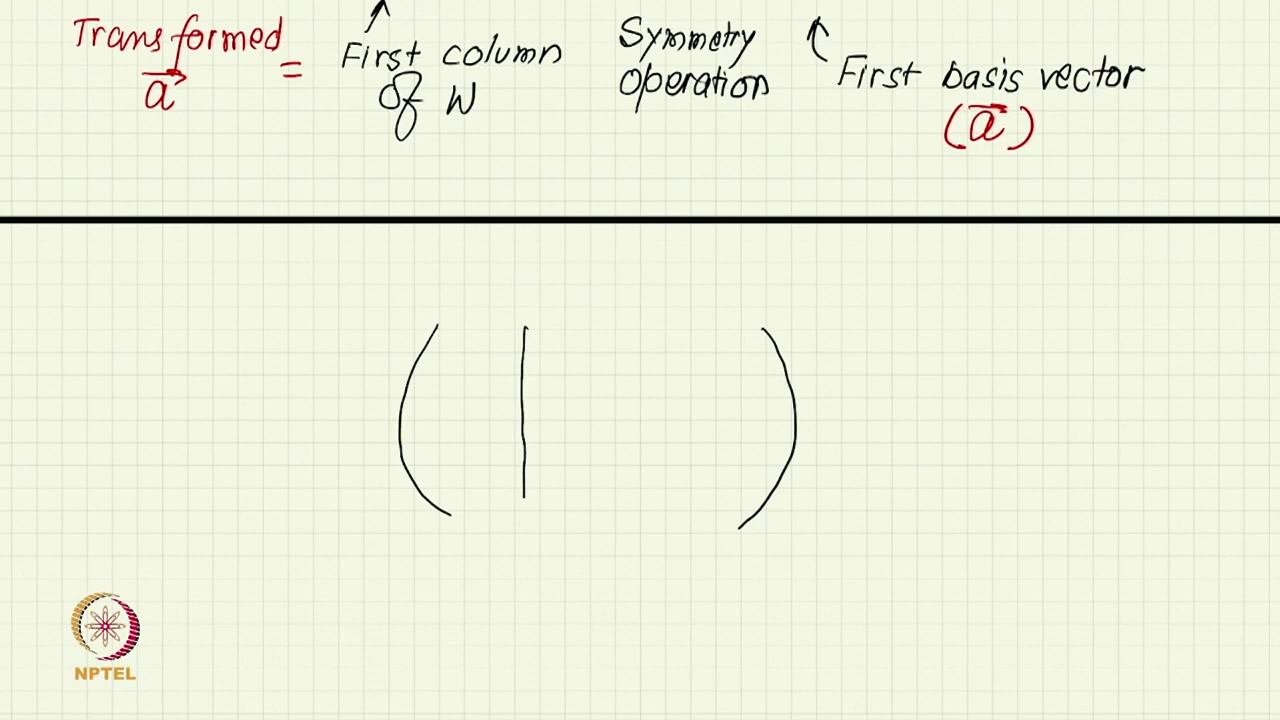 Transformed a = First column of W
Symmetry operation
First basis vector (a)
NPTEL